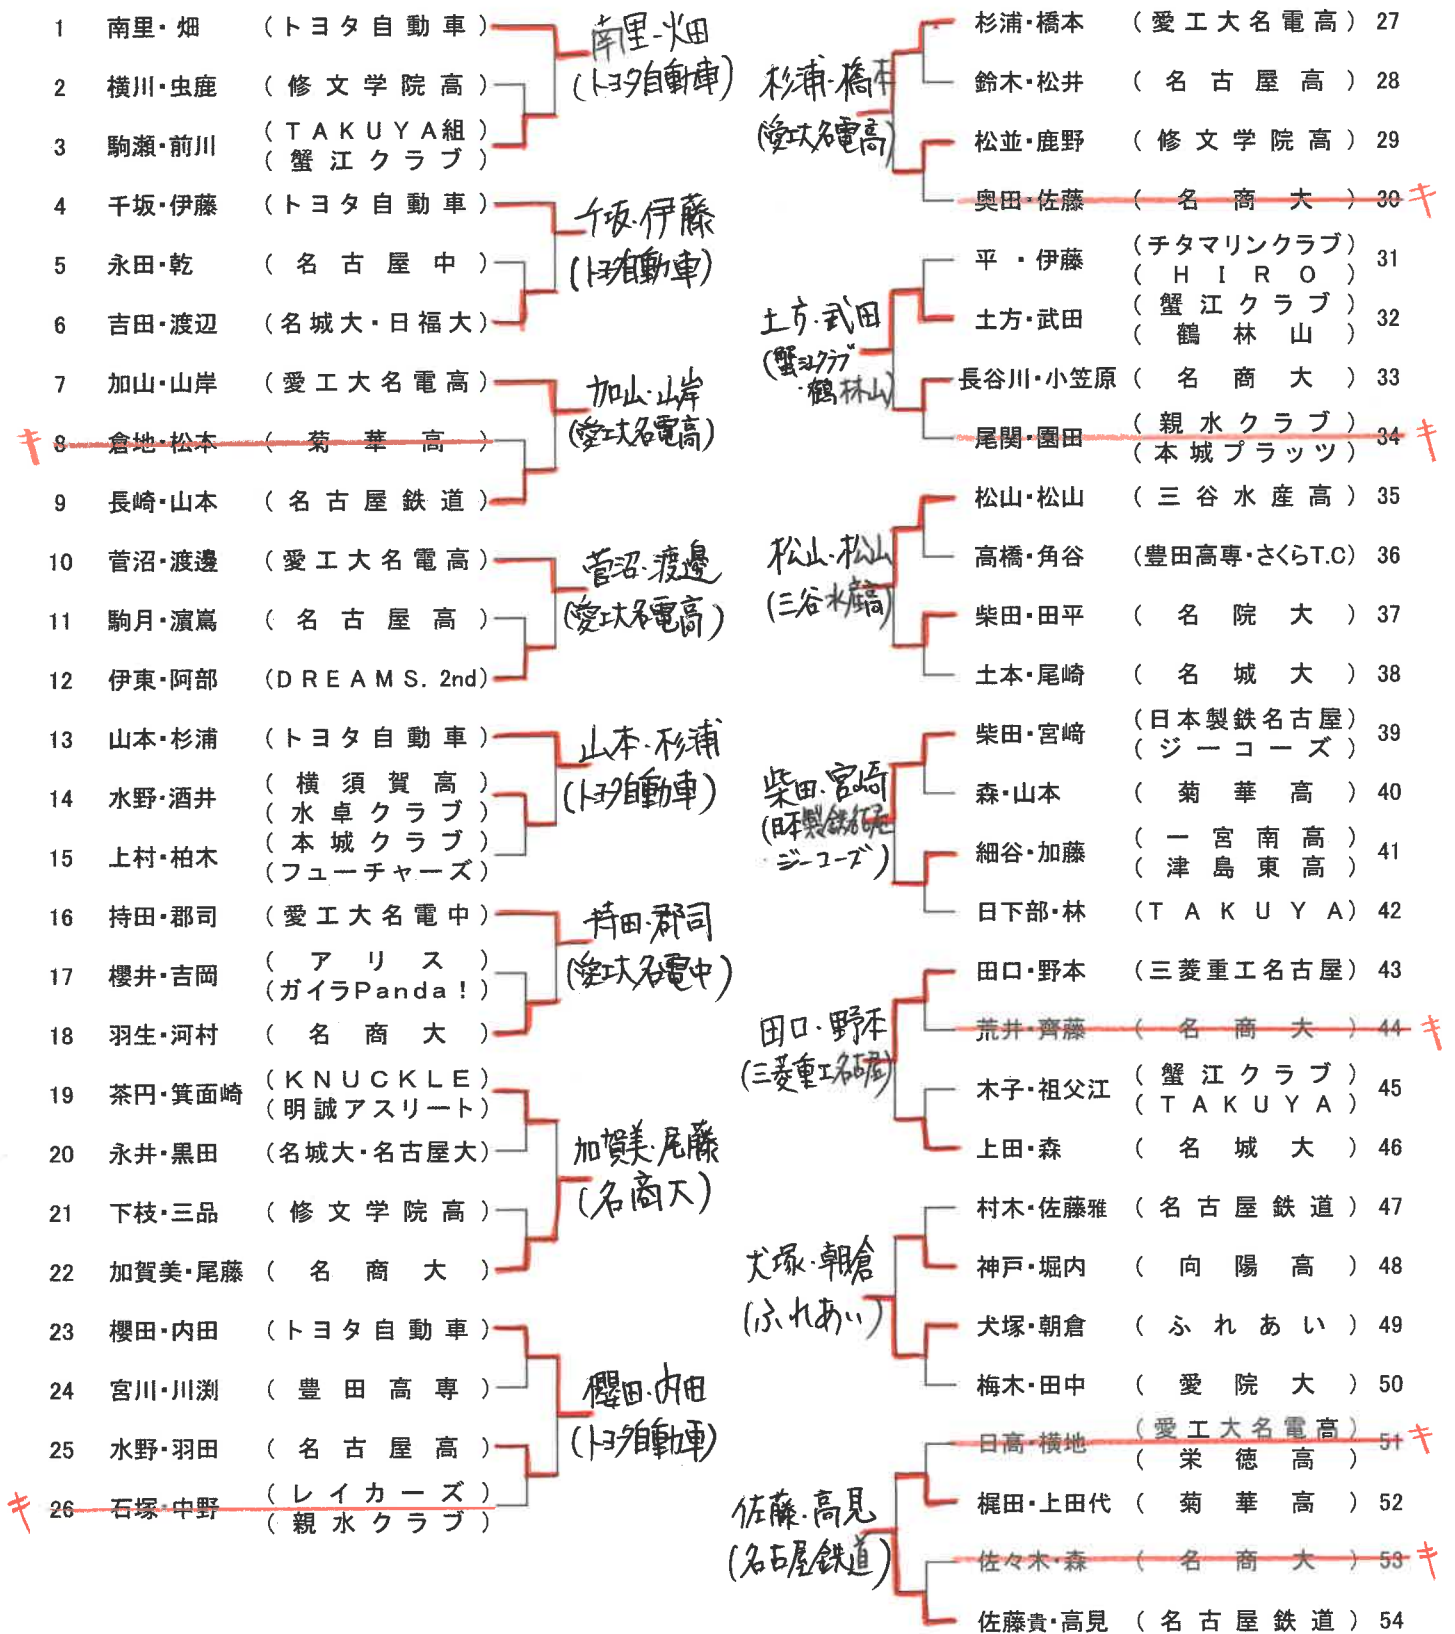 1 南里・畑 (トヨタ自動車)
2 横川・虫鹿 (修文学院高)
3 駒瀬・前川 (TAKUYA組)
(蟹江クラブ)
南里-畑
(トヨタ自動車)
4 千坂・伊藤 (トヨタ自動車)
5 永田・乾 (名古屋中)
6 吉田・渡辺 (名城大・日福大)
千坂・伊藤
(トヨタ自動車)
7 加山・山岸 (愛工大名電高)
キ 8 倉地・松本 (菊華高)
9 長崎・山本 (名古屋鉄道)
加山・山岸
(愛工大名電高)
10 菅沼・渡邊 (愛工大名電高)
11 駒月・濵嶌 (名古屋高)
12 伊東・阿部 (DREAMS. 2nd)
菅沼・渡邊
(愛工大名電高)
13 山本・杉浦 (トヨタ自動車)
14 水野・酒井 (横須賀高)
(水卓クラブ)
15 上村・柏木 (本城クラブ)
(フューチャーズ)
山本・杉浦
(トヨタ自動車)
16 持田・郡司 (愛工大名電中)
17 櫻井・吉岡 (アリス)
(ガイラPanda!)
18 羽生・河村 (名商大)
持田・郡司
(愛工大名電中)
19 茶円・箕面崎 (KNUCKLE)
(明誠アスリート)
20 永井・黒田 (名城大・名古屋大)
21 下枝・三品 (修文学院高)
22 加賀美・尾藤 (名商大)
加賀美・尾藤
(名商大)
23 櫻田・内田 (トヨタ自動車)
24 宮川・川渕 (豊田高専)
25 水野・羽田 (名古屋高)
キ 26 石塚・中野 (レイカーズ)
(親水クラブ)
櫻田・内田
(トヨタ自動車)
杉浦・橋本 (愛工大名電高) 27
鈴木・松井 (名古屋高) 28
松並・鹿野 (修文学院高) 29
奥田・佐藤 (名商大) 30 キ
杉浦・橋本
(愛工大名電高)
平・伊藤 (チタマリンクラブ) 31
(HIRO)
土方・武田 (蟹江クラブ) 32
(鶴林山)
長谷川・小笠原 (名商大) 33
尾関・園田 (親水クラブ) 34 キ
(本城プラッツ)
土方・武田
(蟹江クラブ
・鶴林山)
松山・松山 (三谷水産高) 35
高橋・角谷 (豊田高専・さくらT.C) 36
柴田・田平 (名院大) 37
土本・尾崎 (名城大) 38
松山・松山
(三谷水産高)
柴田・宮﨑 (日本製鉄名古屋) 39
(ジーコーズ)
森・山本 (菊華高) 40
細谷・加藤 (一宮南高) 41
(津島東高)
日下部・林 (TAKUYA) 42
柴田・宮崎
(日本製鉄名古屋
・ジーコーズ)
田口・野本 (三菱重工名古屋) 43
荒井・齊藤 (名商大) 44 キ
木子・祖父江 (蟹江クラブ) 45
(TAKUYA)
上田・森 (名城大) 46
田口・野本
(三菱重工名古屋)
村木・佐藤雅 (名古屋鉄道) 47
神戸・堀内 (向陽高) 48
犬塚・朝倉 (ふれあい) 49
梅木・田中 (愛院大) 50
犬塚・朝倉
(ふれあい)
日高・横地 (愛工大名電高) 51 キ
(栄徳高)
梶田・上田代 (菊華高) 52
佐々木・森 (名商大) 53 キ
佐藤貴・高見 (名古屋鉄道) 54
佐藤・高見
(名古屋鉄道)